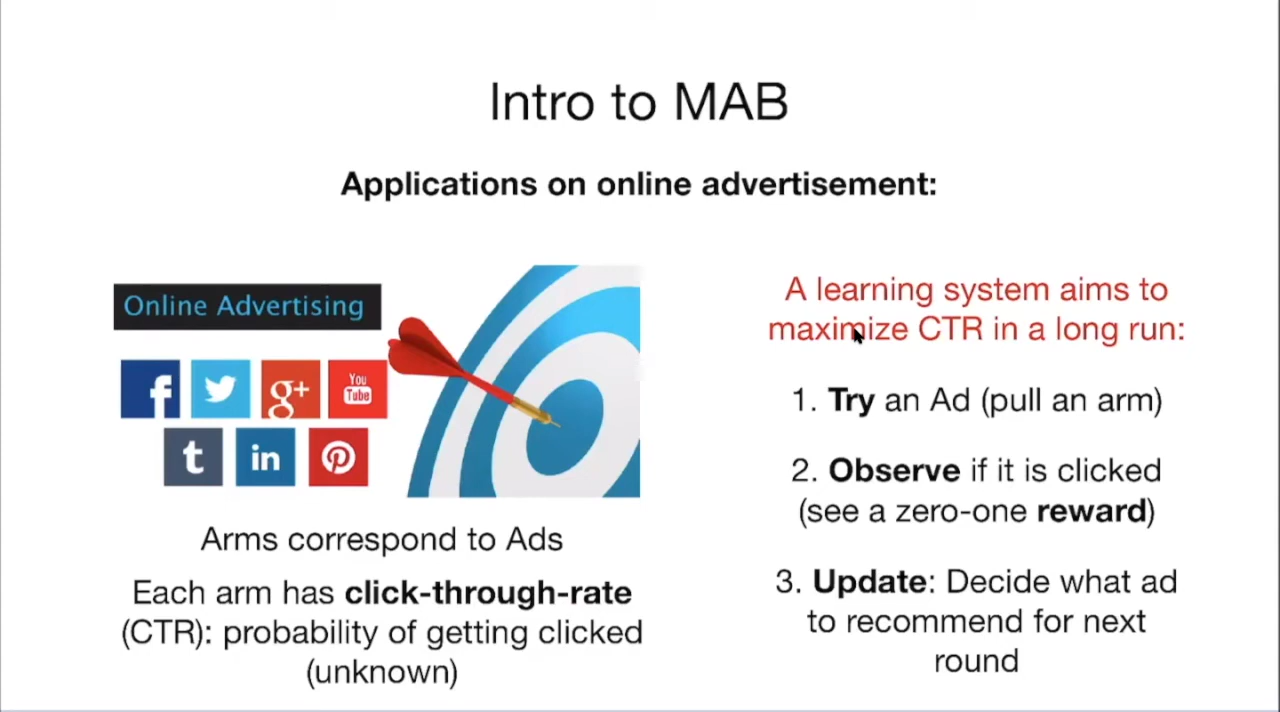 Intro to MAB
Applications on online advertisement:
Online Advertising
f
g+
You
Tube
t
in
Arms correspond to Ads
Each arm has click-through-rate
(CTR): probability of getting clicked
(unknown)
A learning system aims to
maximize CTR in a long run:
1. Try an Ad (pull an arm)
2. Observe if it is clicked
(see a zero-one reward)
3. Update: Decide what ad
to recommend for next
round